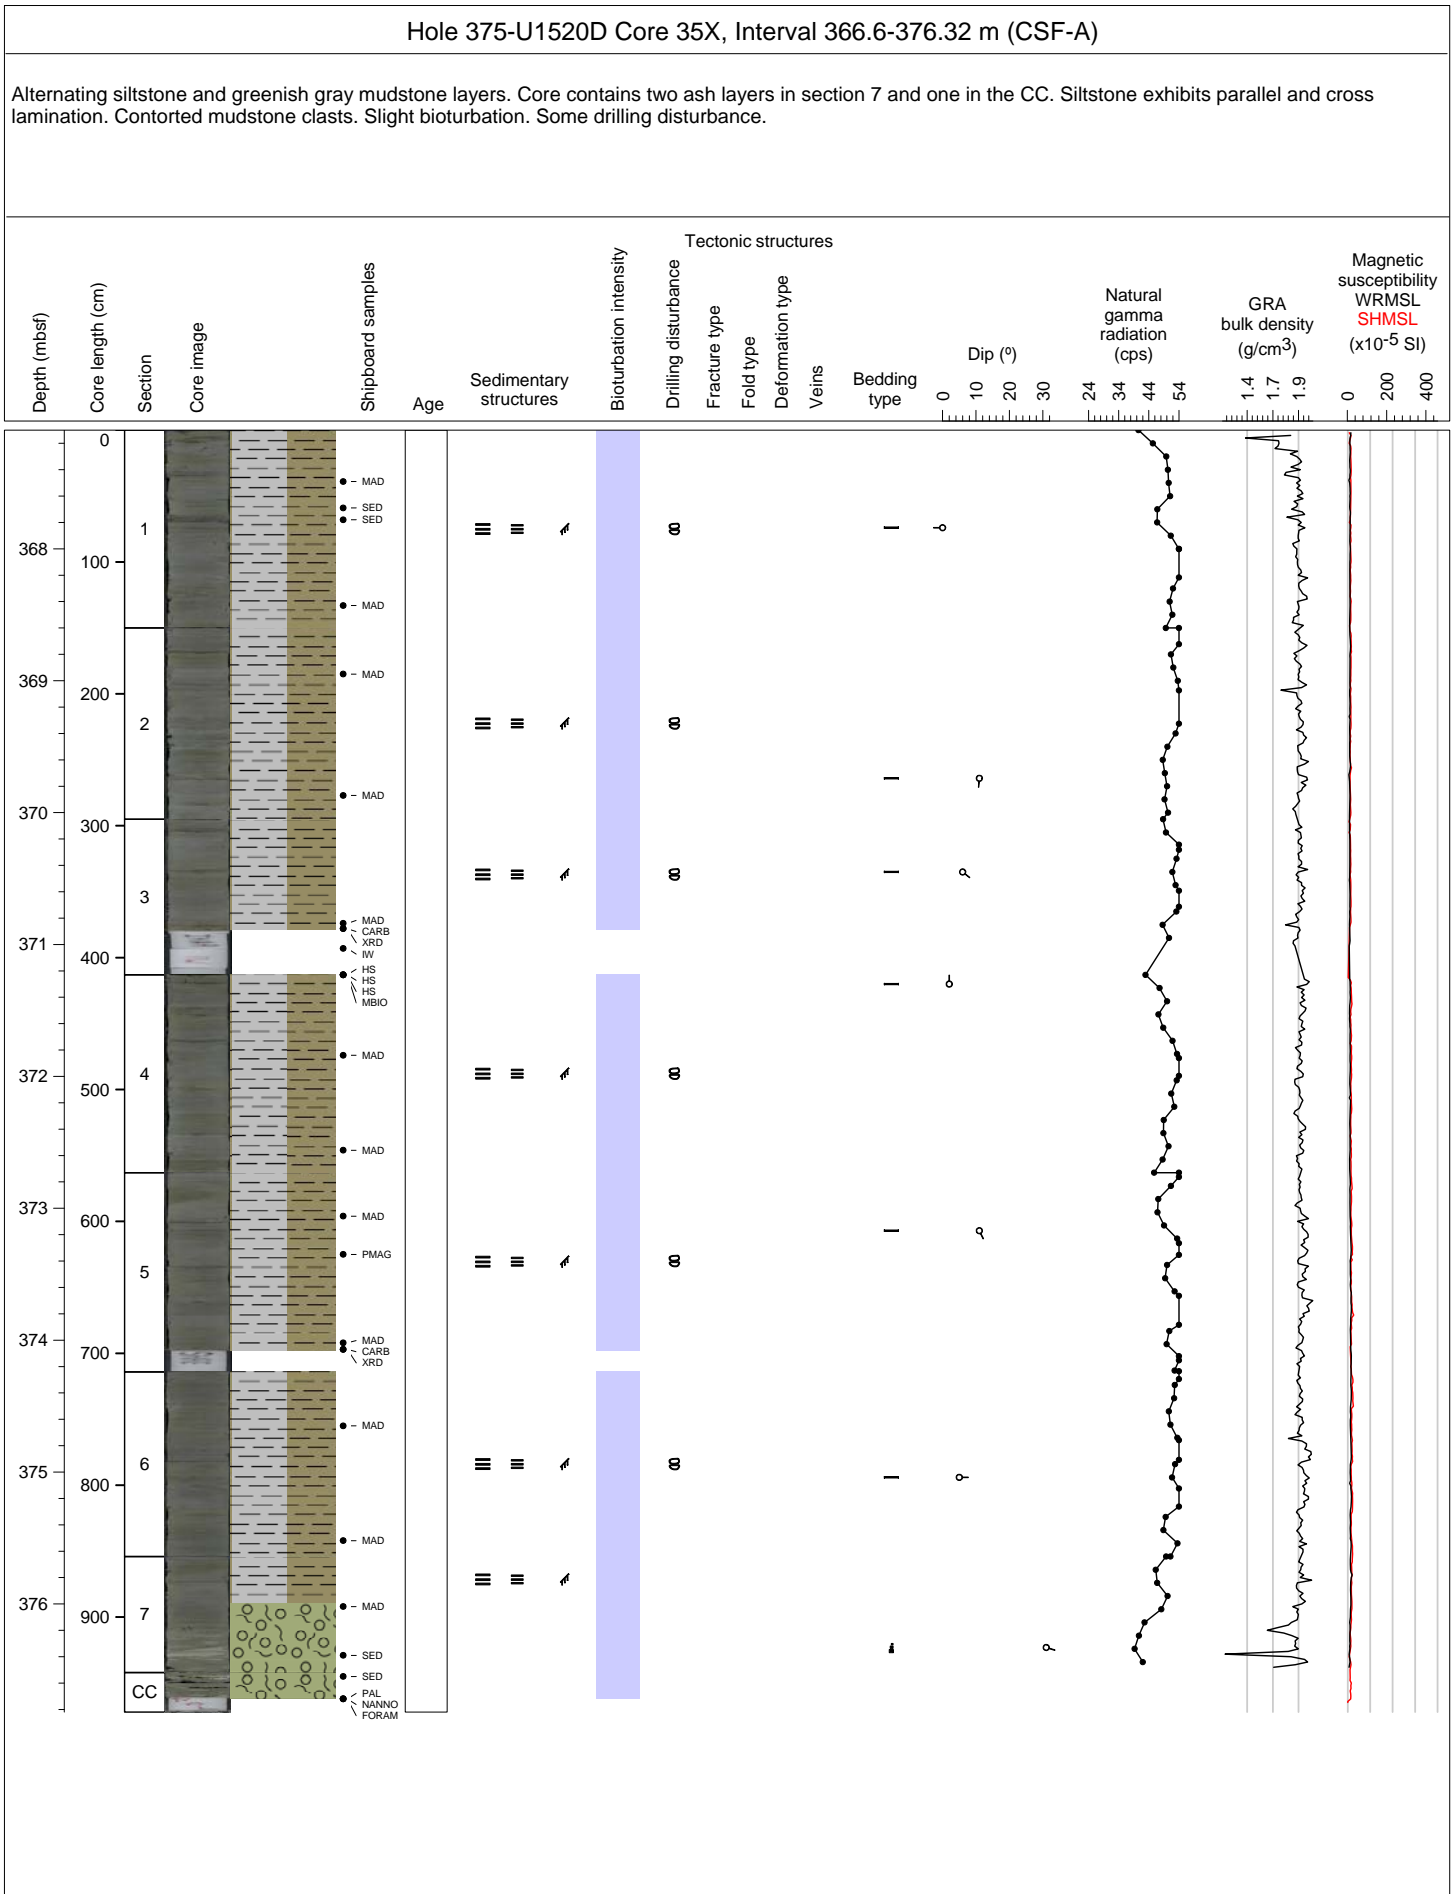 Hole 375-U1520D Core 35X, Interval 366.6-376.32 m (CSF-A)
Alternating siltstone and greenish gray mudstone layers. Core contains two ash layers in section 7 and one in the CC. Siltstone exhibits parallel and cross
lamination. Contorted mudstone clasts. Slight bioturbation. Some drilling disturbance.
Depth (mbsf)
Core length (cm)
Section
Core image
Shipboard samples
Age
Sedimentary
structures
Bioturbation intensity
Drilling disturbance
Tectonic structures
Fracture type
Fold type
Deformation type
Veins
Bedding
type
Dip (º)
0 10 20 30
Natural
gamma
radiation
(cps)
24 34 44 54
GRA
bulk density
(g/cm3)
1.4 1.7 1.9
Magnetic
susceptibility
WRMSL
SHMSL
(x10-5 SI)
0 200 400
368
369
370
371
372
373
374
375
376
0
100
200
300
400
500
600
700
800
900
1
2
3
4
5
6
7
CC
MAD
SED
SED
MAD
MAD
MAD
MAD
CARB
XRD
IW
HS
HS
HS
MBIO
MAD
MAD
MAD
PMAG
MAD
CARB
XRD
MAD
MAD
MAD
SED
SED
PAL
NANNO
FORAM